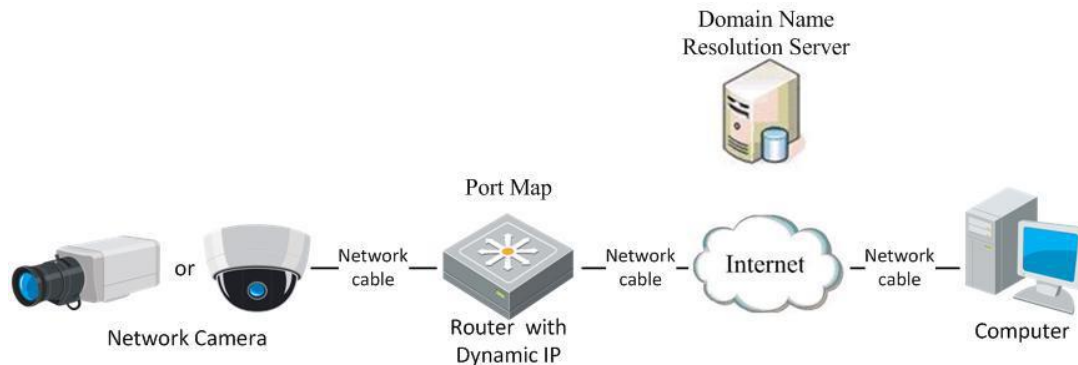 Domain Name
Resolution Server
Port Map
or
Network
cable
Network
cable
Internet
Network
cable
Network Camera
Router with
Dynamic IP
Computer